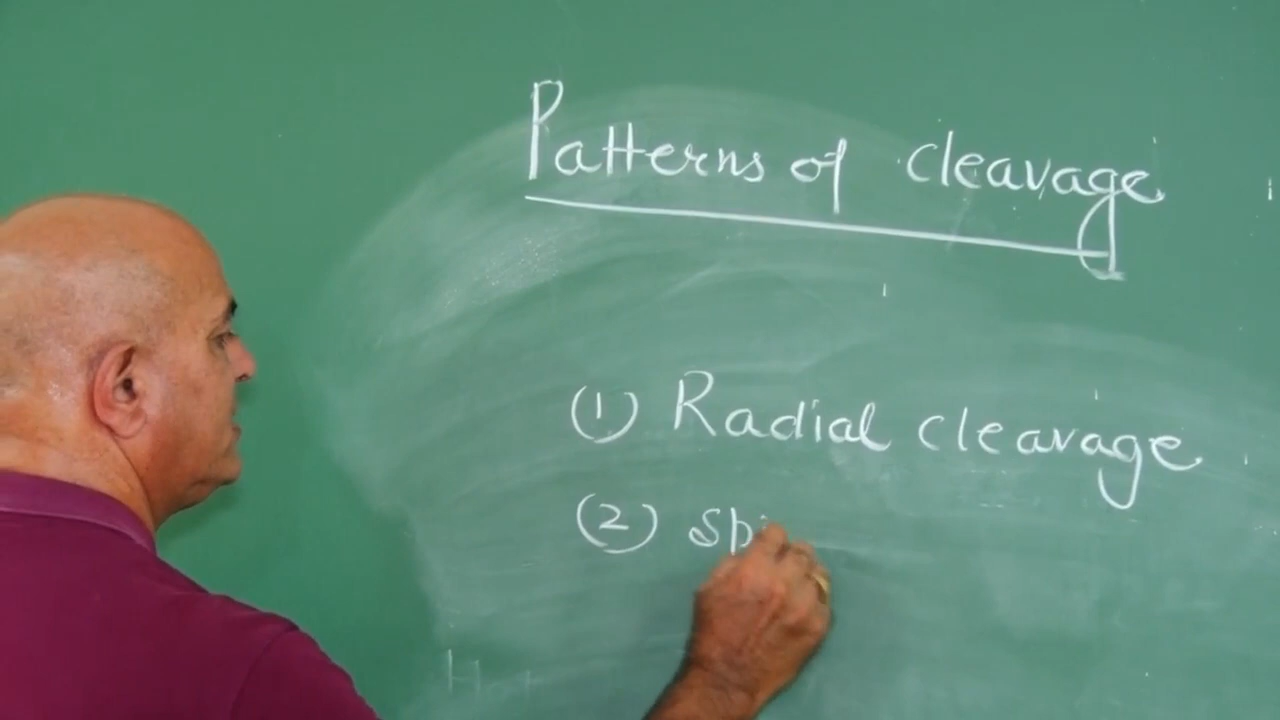 Patterns of cleavage
(1) Radial cleavage
(2) Sp